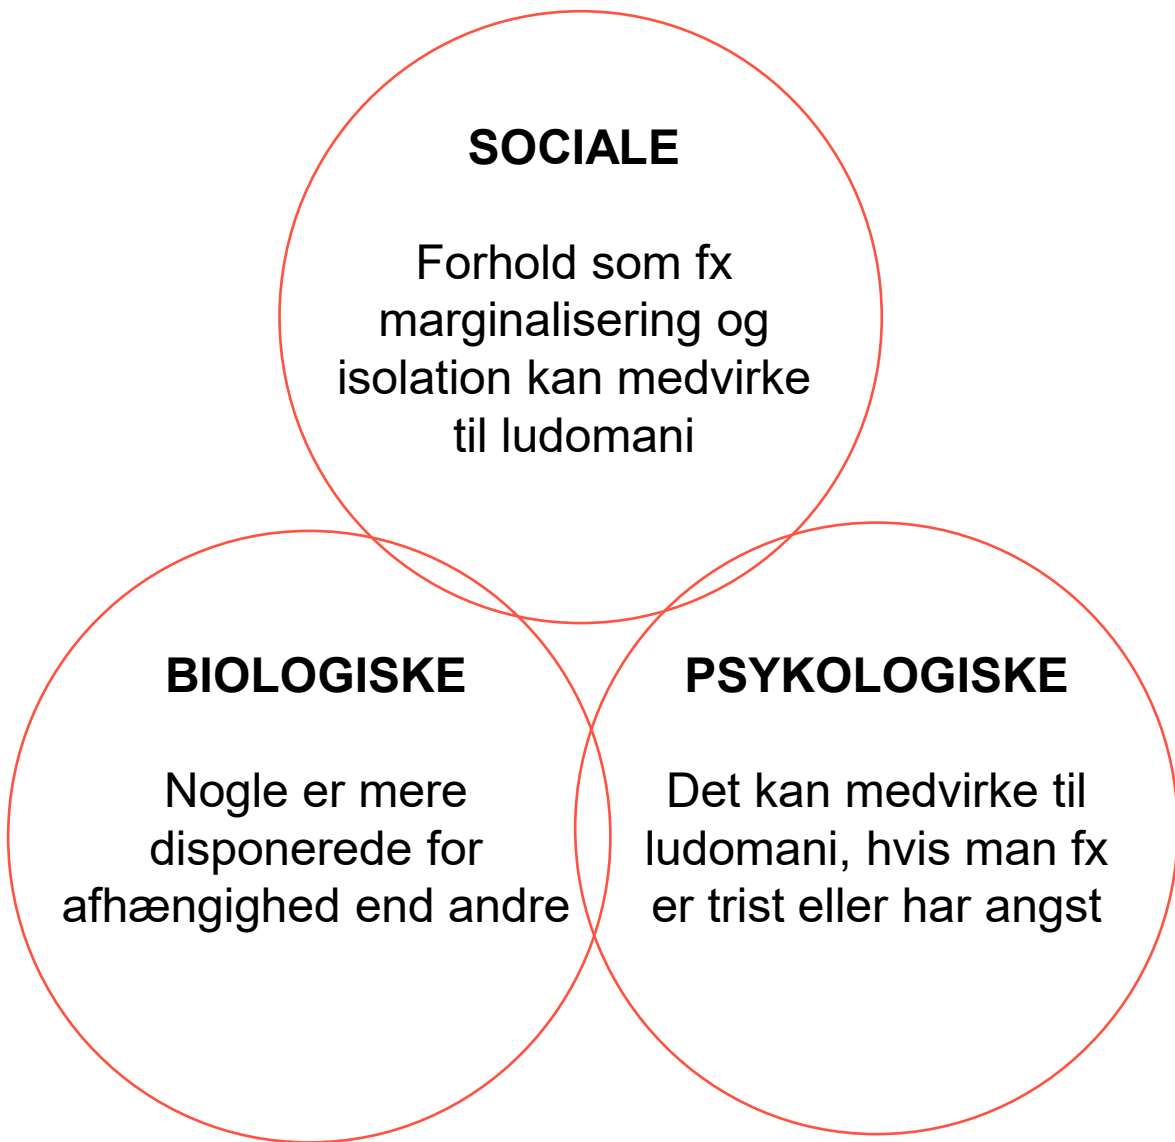 SOCIALE
Forhold som fx
marginalisering og
isolation kan medvirke
til ludomani
BIOLOGISKE
Nogle er mere
disponerede for
afhængighed end andre
PSYKOLOGISKE
Det kan medvirke til
ludomani, hvis man fx
er trist eller har angst